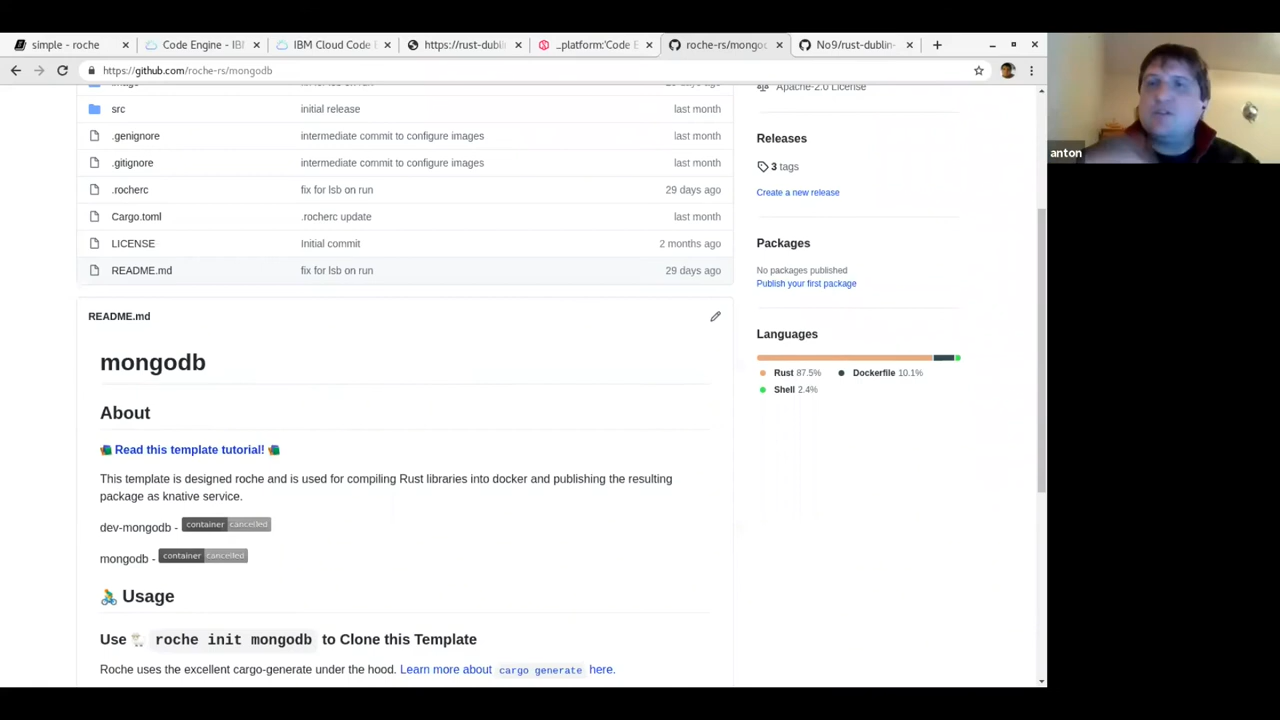 simple - roche
Code Engine - IBM
IBM Cloud Code E
https://rust-dublin
_platform:'Code E
roche-rs/mongo
No9/rust-dublin-
https://github.com/roche-rs/mongodb
src initial release last month
.genignore intermediate commit to configure images last month
.gitignore intermediate commit to configure images last month
.rocherc fix for lsb on run 29 days ago
Cargo.toml .rocherc update last month
LICENSE Initial commit 2 months ago
README.md fix for lsb on run 29 days ago
README.md
mongodb
About
Read this template tutorial!
This template is designed roche and is used for compiling Rust libraries into docker and publishing the resulting
package as knative service.
dev-mongodb - container cancelled
mongodb - container cancelled
Usage
Use roche init mongodb to Clone this Template
Roche uses the excellent cargo-generate under the hood. Learn more about cargo generate here.
Apache-2.0 License
Releases
3 tags
Create a new release
Packages
No packages published
Publish your first package
Languages
Rust 87.5% Dockerfile 10.1%
Shell 2.4%
anton